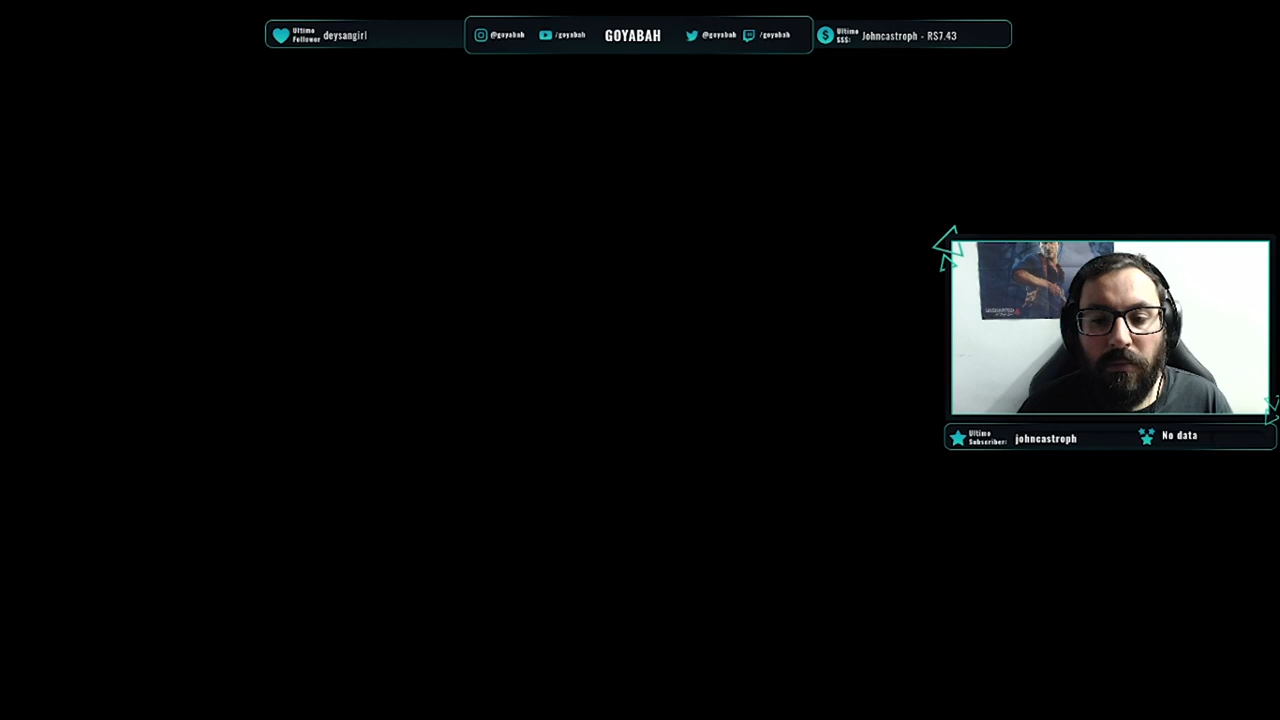 Ultimo
Follower
deysangirl
@goyabah
/goyabah
GOYABAH
@goyabah
/goyabah
Ultimo
$$$:
Johncastroph - R$7.43
Ultimo
Subscriber:
johncastroph
No data